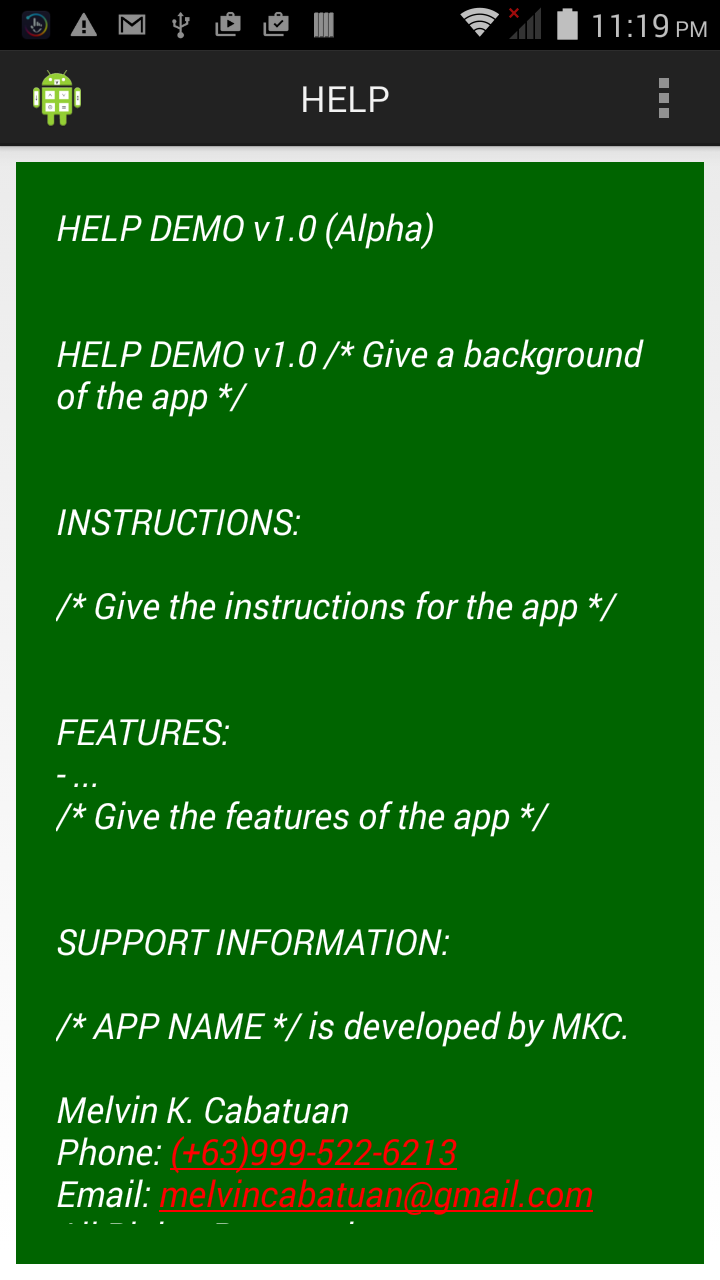 11:19 PM
HELP
HELP DEMO v1.0 (Alpha)
HELP DEMO v1.0 /* Give a background
of the app */
INSTRUCTIONS:
/* Give the instructions for the app */
FEATURES:
- ...
/* Give the features of the app */
SUPPORT INFORMATION:
/* APP NAME */ is developed by MKC.
Melvin K. Cabatuan
Phone: (+63)999-522-6213
Email: melvincabatuan@gmail.com